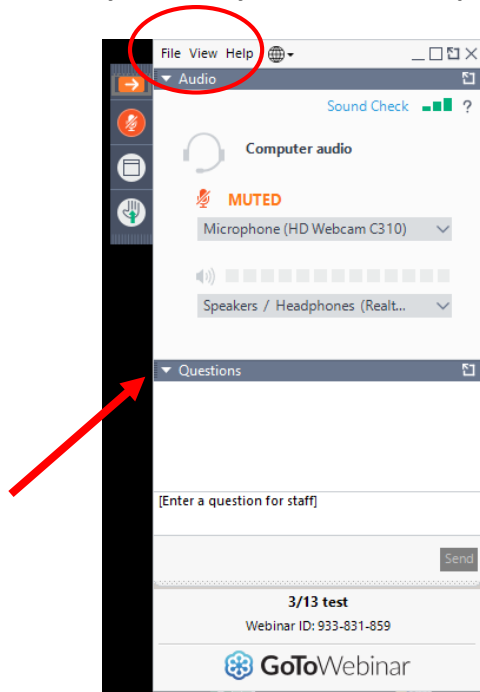 File View Help
Audio
Sound Check ?
Computer audio
MUTED
Microphone (HD Webcam C310)
Speakers / Headphones (Realt...
Questions
[Enter a question for staff]
Send
3/13 test
Webinar ID: 933-831-859
GoToWebinar